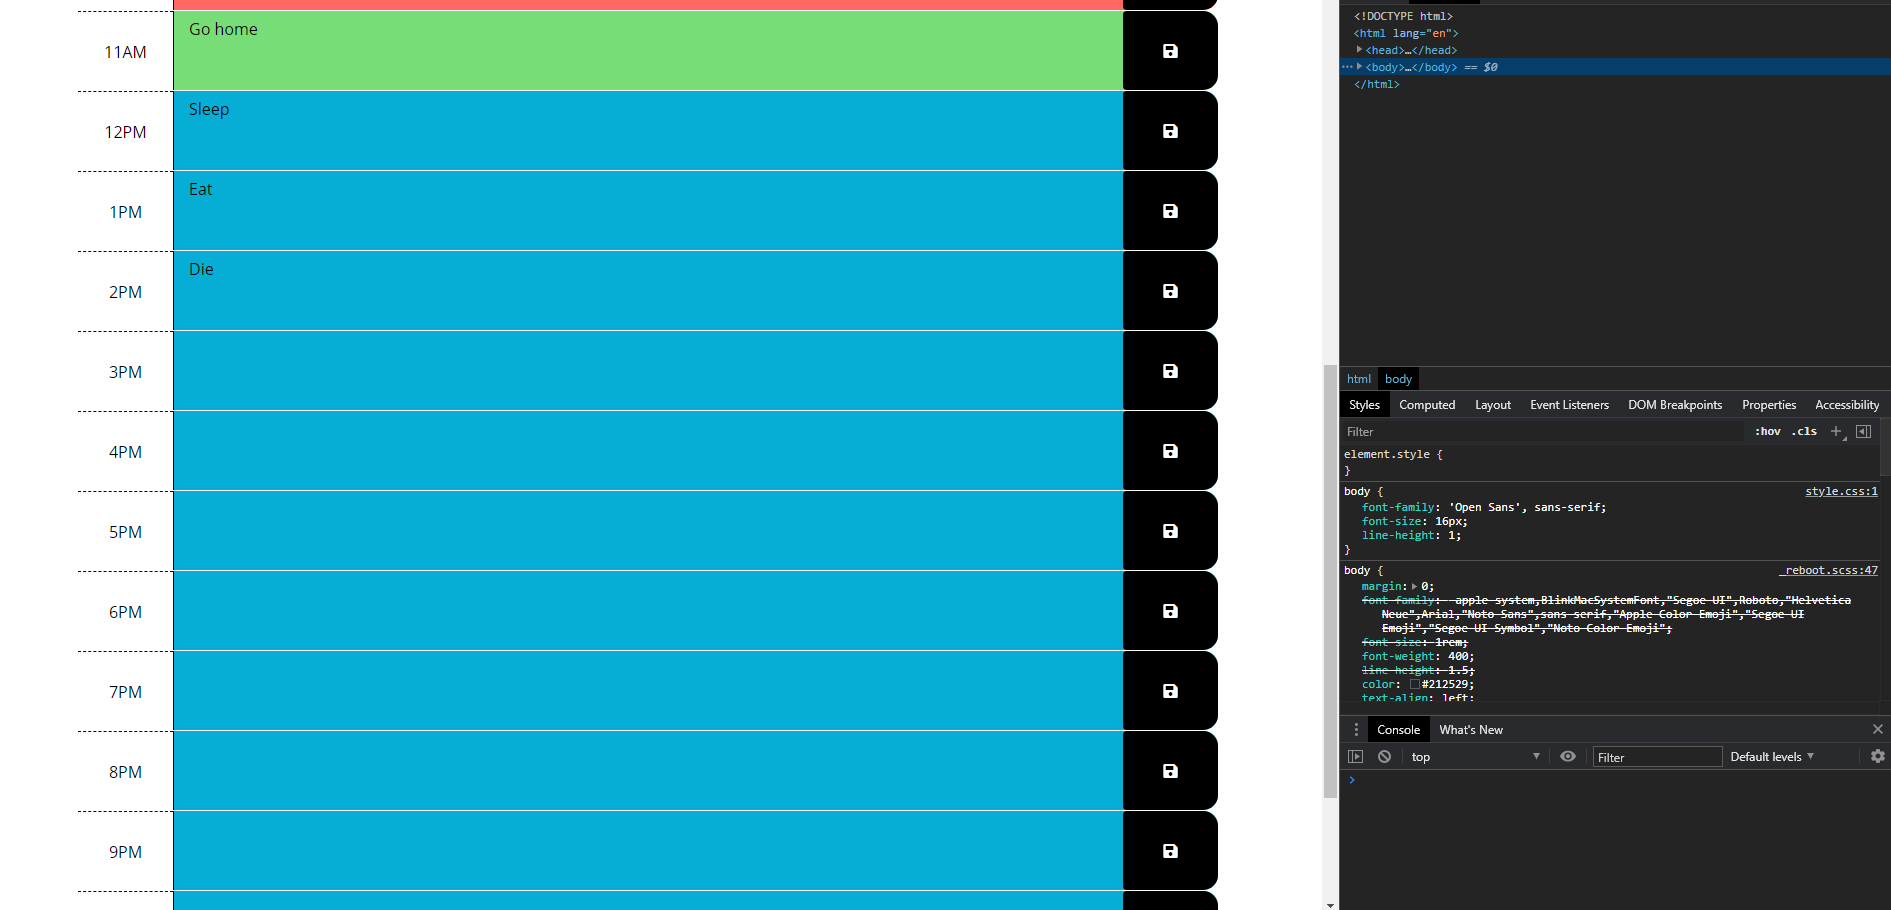 Go home
11AM
Sleep
12PM
Eat
1PM
Die
2PM
3PM
4PM
5PM
6PM
7PM
8PM
9PM
<!DOCTYPE html>
<html lang="en">
<head>…</head>
<body>…</body> == $0
</html>
html body
Styles Computed Layout Event Listeners DOM Breakpoints Properties Accessibility
Filter :hov .cls
element.style {
}
body { style.css:1
font-family: 'Open Sans', sans-serif;
font-size: 16px;
line-height: 1;
}
body { _reboot.scss:47
margin: 0;
font-family: -apple-system,BlinkMacSystemFont,"Segoe UI",Roboto,"Helvetica
Neue",Arial,"Noto Sans",sans-serif,"Apple Color Emoji","Segoe UI
Emoji","Segoe UI Symbol","Noto Color Emoji";
font-size: 1rem;
font-weight: 400;
line-height: 1.5;
color: #212529;
text-align: left;
Console What's New
top Filter Default levels